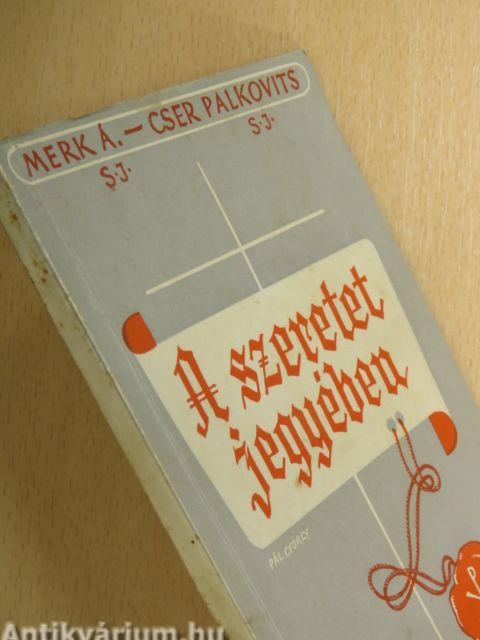 MERK Á. — CSER PALKOVITS
S·J· S·J·
A szeretet
jegyében
PÁL GYÖRGY
Antikvárium.hu